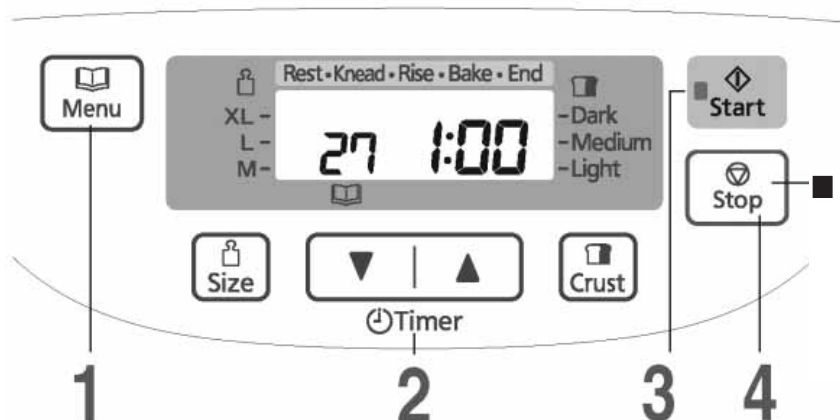 Menu
Rest • Knead • Rise • Bake • End
XL –
L –
M –
27 1:00
– Dark
– Medium
– Light
Start
Stop
Size
Timer
Crust
1
2
3
4